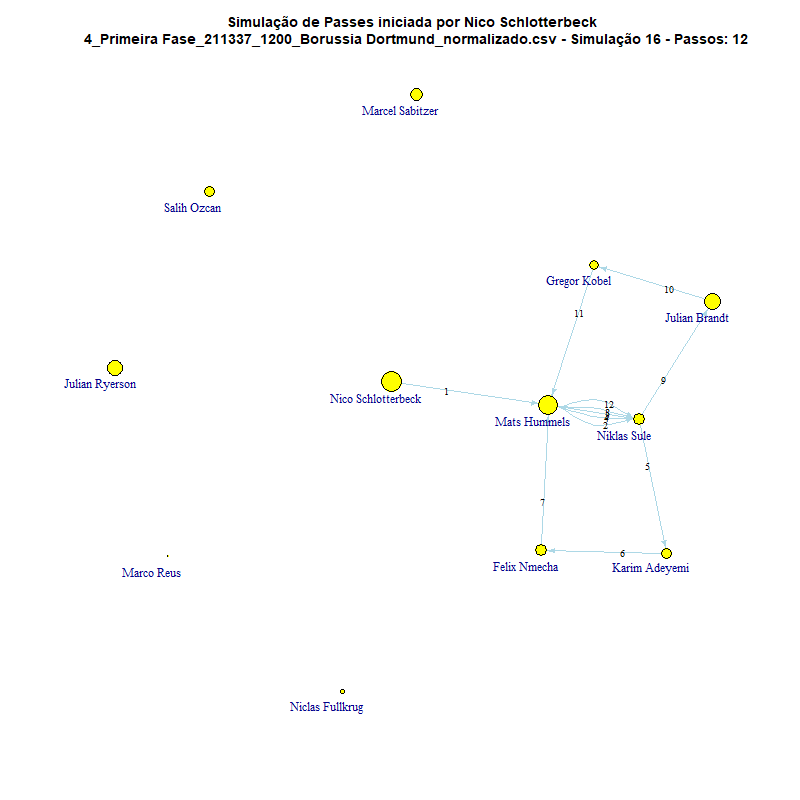 Simulação de Passes iniciada por Nico Schlotterbeck
4_Primeira Fase_211337_1200_Borussia Dortmund_normalizado.csv - Simulação 16 - Passos: 12
Marcel Sabitzer
Salih Ozcan
Gregor Kobel
10
11
Julian Brandt
Julian Ryerson
9
Nico Schlotterbeck
1
12
8
2
Mats Hummels
Niklas Sule
5
7
6
Felix Nmecha
Karim Adeyemi
Marco Reus
Niclas Fullkrug